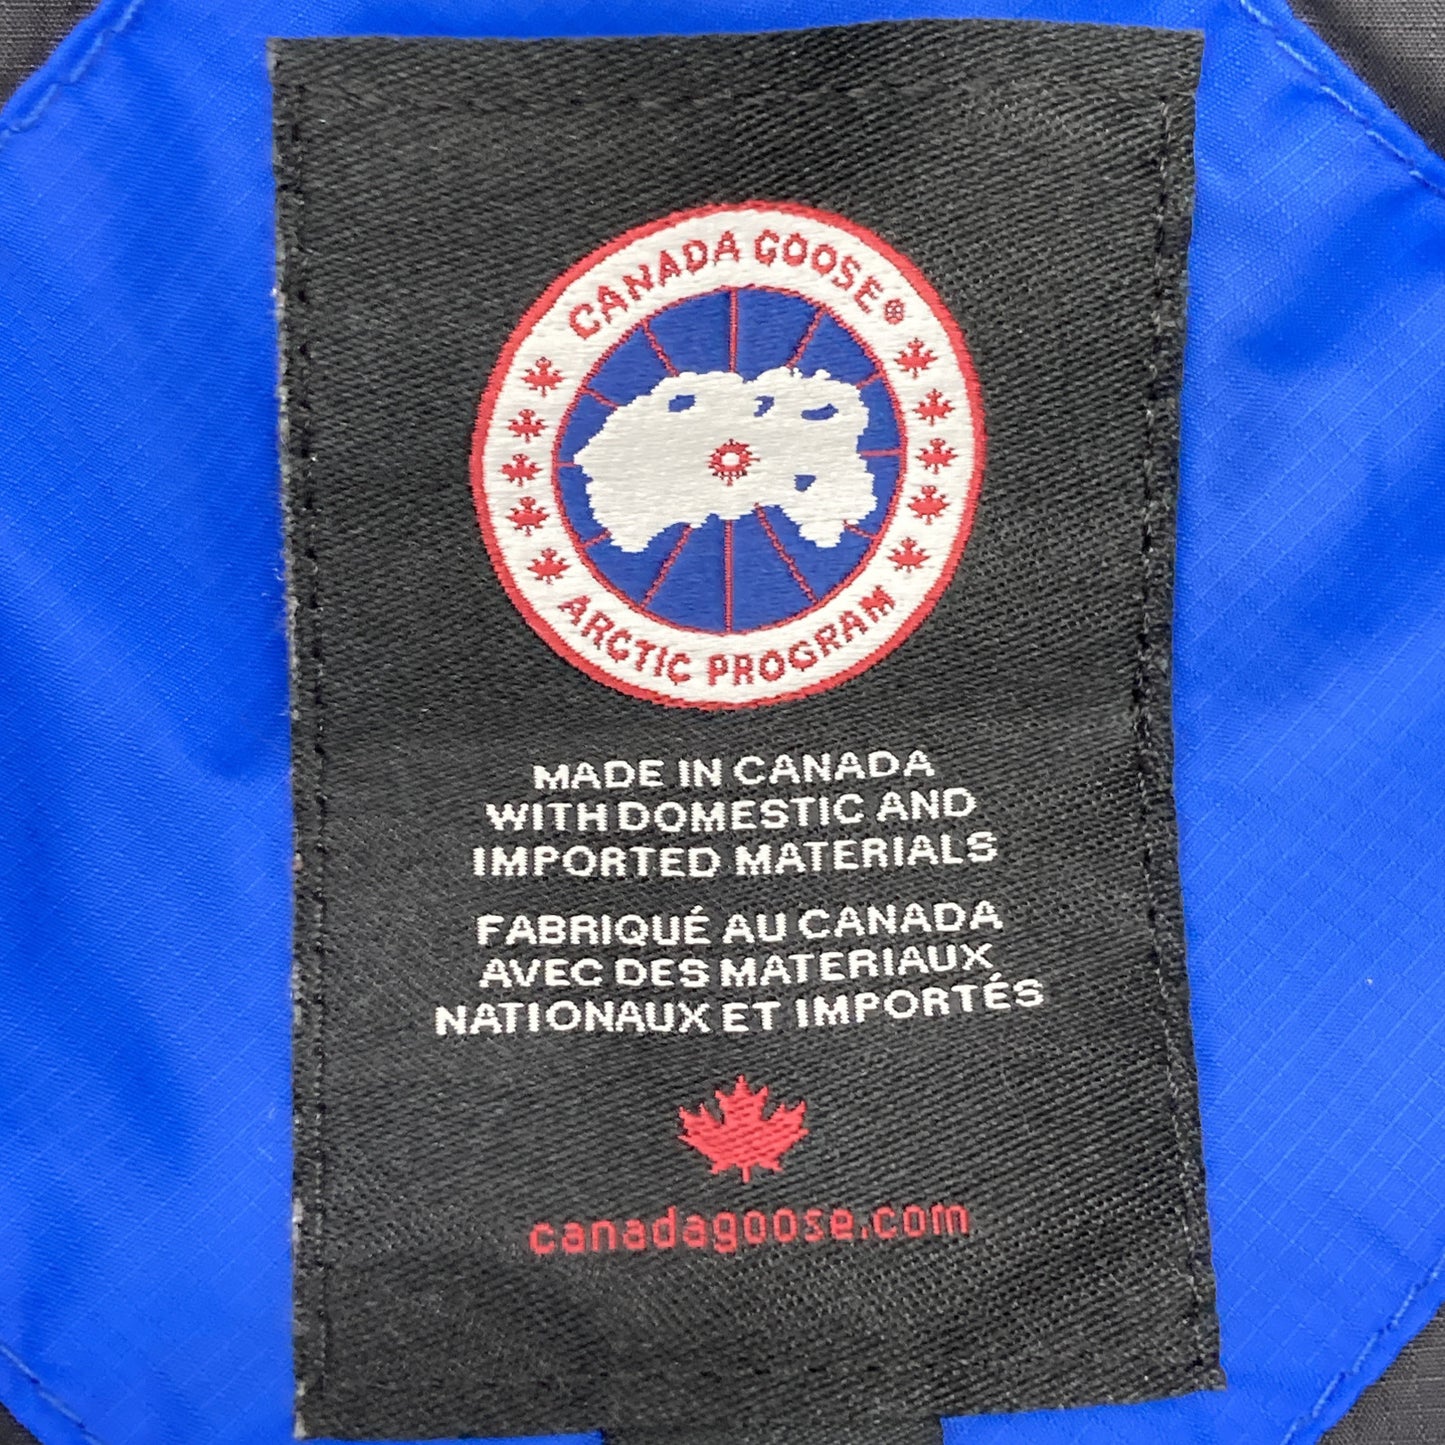 CANADA GOOSE®
ARCTIC PROGRAM
MADE IN CANADA
WITH DOMESTIC AND
IMPORTED MATERIALS
FABRIQUÉ AU CANADA
AVEC DES MATERIAUX
NATIONAUX ET IMPORTÉS
canadagoose.com